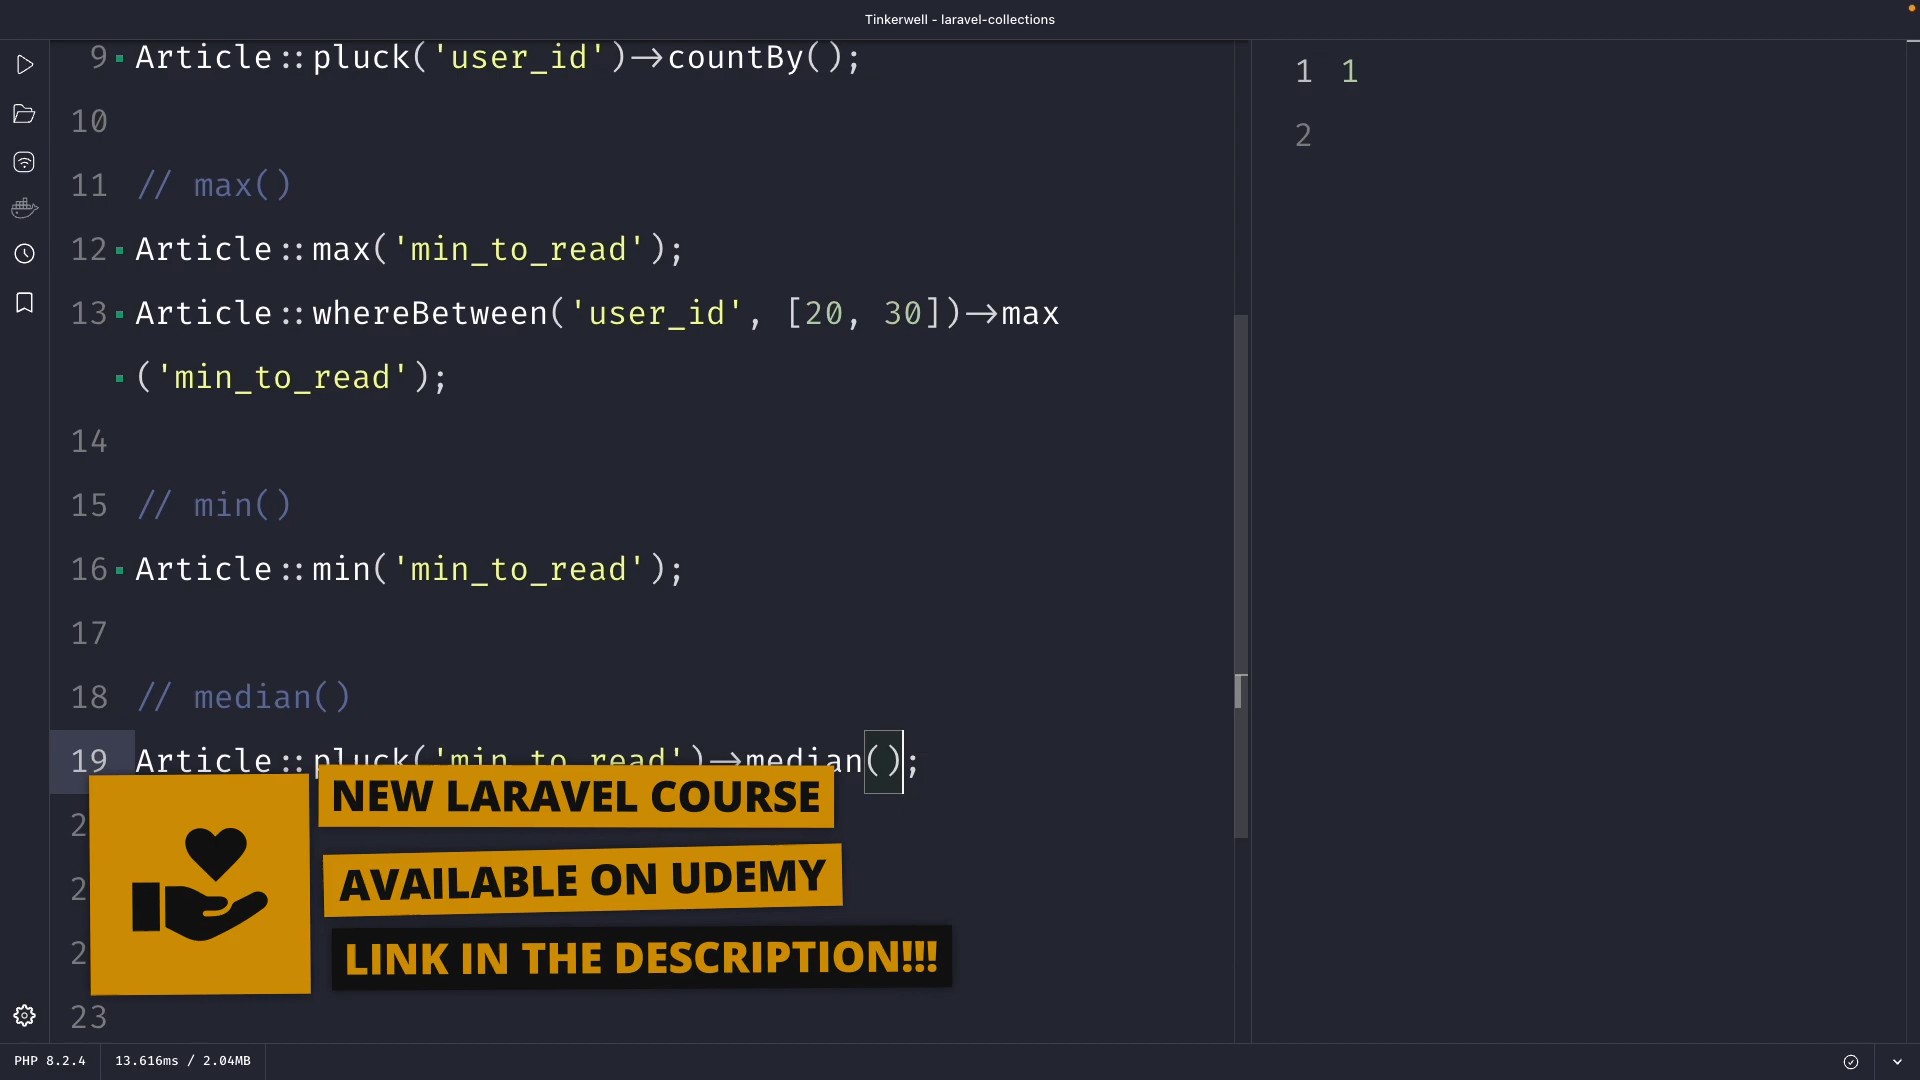 Tinkerwell - laravel-collections
9 Article::pluck('user_id')->countBy();
10
11 // max()
12 Article::max('min_to_read');
13 Article::whereBetween('user_id', [20, 30])->max
('min_to_read');
14
15 // min()
16 Article::min('min_to_read');
17
18 // median()
19 Article::pluck('min_to_read')->median();
2
2
2
23
1 1
2
NEW LARAVEL COURSE
AVAILABLE ON UDEMY
LINK IN THE DESCRIPTION!!!
PHP 8.2.4
13.616ms / 2.04MB